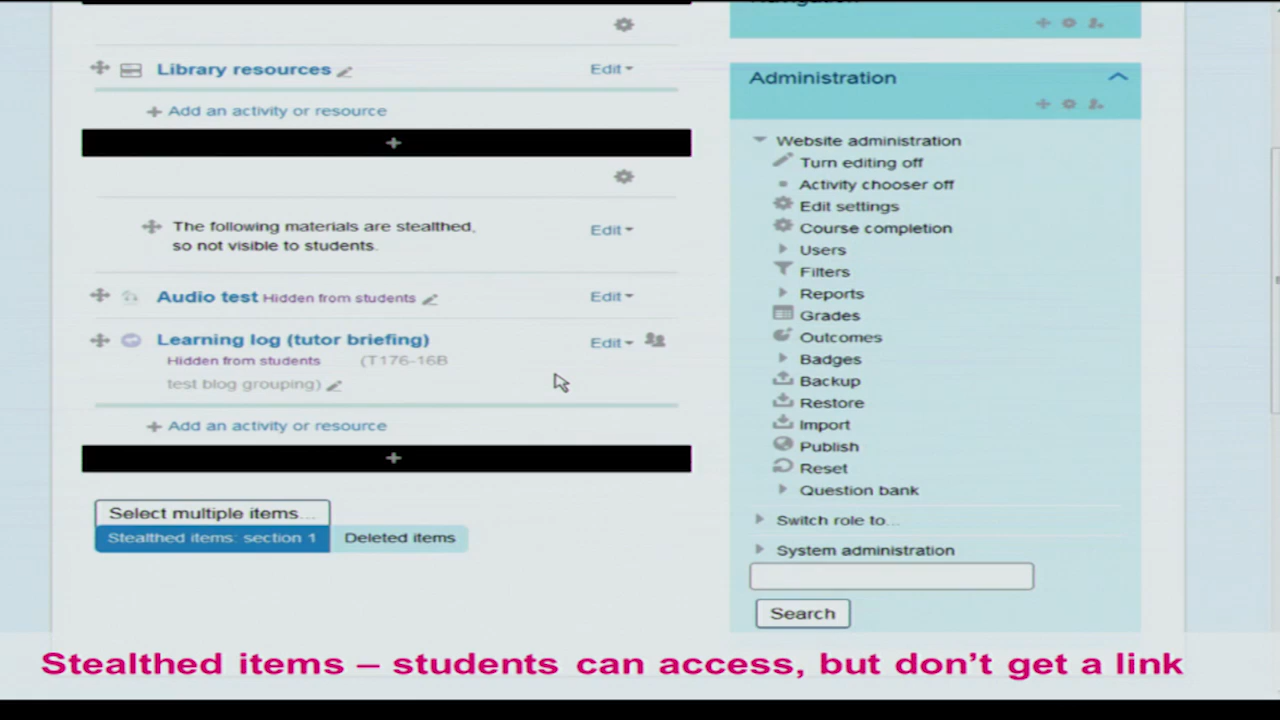 Library resources
Edit
Add an activity or resource
The following materials are stealthed,
so not visible to students.
Edit
Audio test Hidden from students
Edit
Learning log (tutor briefing)
Edit
Hidden from students (T176-16B
test blog grouping)
Add an activity or resource
Select multiple items...
Stealthed items: section 1
Deleted items
Administration
Website administration
Turn editing off
Activity chooser off
Edit settings
Course completion
Users
Filters
Reports
Grades
Outcomes
Badges
Backup
Restore
Import
Publish
Reset
Question bank
Switch role to...
System administration
Search
Stealthed items – students can access, but don't get a link